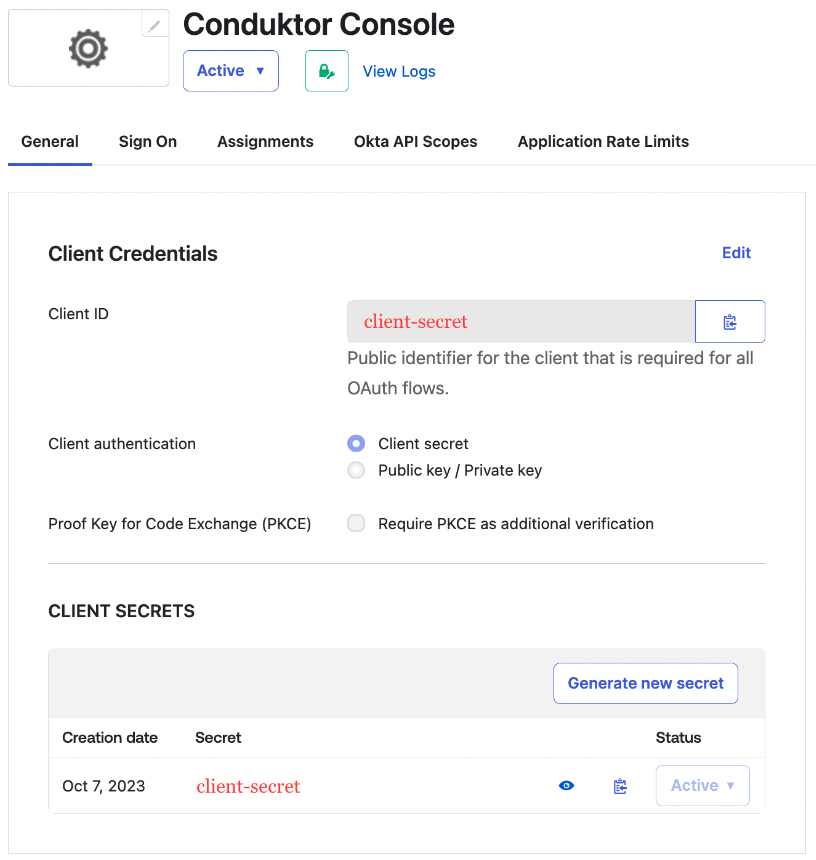 Conduktor Console
Active ▼
View Logs
General Sign On Assignments Okta API Scopes Application Rate Limits
Client Credentials
Edit
Client ID
client-secret
Public identifier for the client that is required for all
OAuth flows.
Client authentication
Client secret
Public key / Private key
Proof Key for Code Exchange (PKCE)
Require PKCE as additional verification
CLIENT SECRETS
Generate new secret
Creation date Secret Status
Oct 7, 2023 client-secret Active ▼